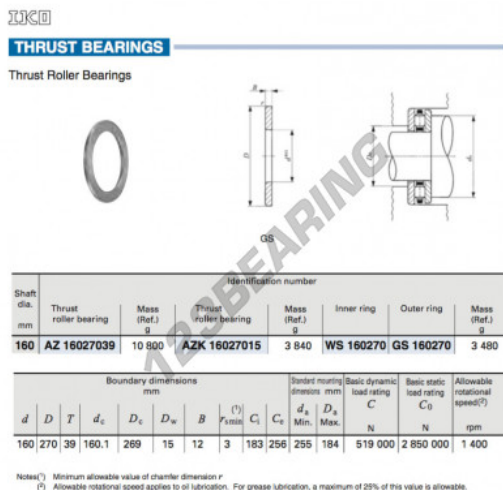 IKO
THRUST BEARINGS
Thrust Roller Bearings
B
r
D
d
Da
da
GS
123BEARING
Identification number
Shaft dia. mm | Thrust roller bearing | Mass (Ref.) g | Thrust roller bearing | Mass (Ref.) g | Inner ring | Outer ring | Mass (Ref.) g
160 | AZ 16027039 | 10 800 | AZK 16027015 | 3 840 | WS 160270 | GS 160270 | 3 480
Boundary dimensions mm | Standard mounting dimensions mm | Basic dynamic load rating C N | Basic static load rating C0 N | Allowable rotational speed(2) rpm
d | D | T | dc | Dc | Dw | B | rs min (1) | Ci | Ce | da Min. | Da Max.
160 270 39 160.1 269 15 12 3 183 256 255 184 519 000 2 850 000 1 400
Notes(1) Minimum allowable value of chamfer dimension r
(2) Allowable rotational speed applies to oil lubrication. For grease lubrication, a maximum of 25% of this value is allowable.